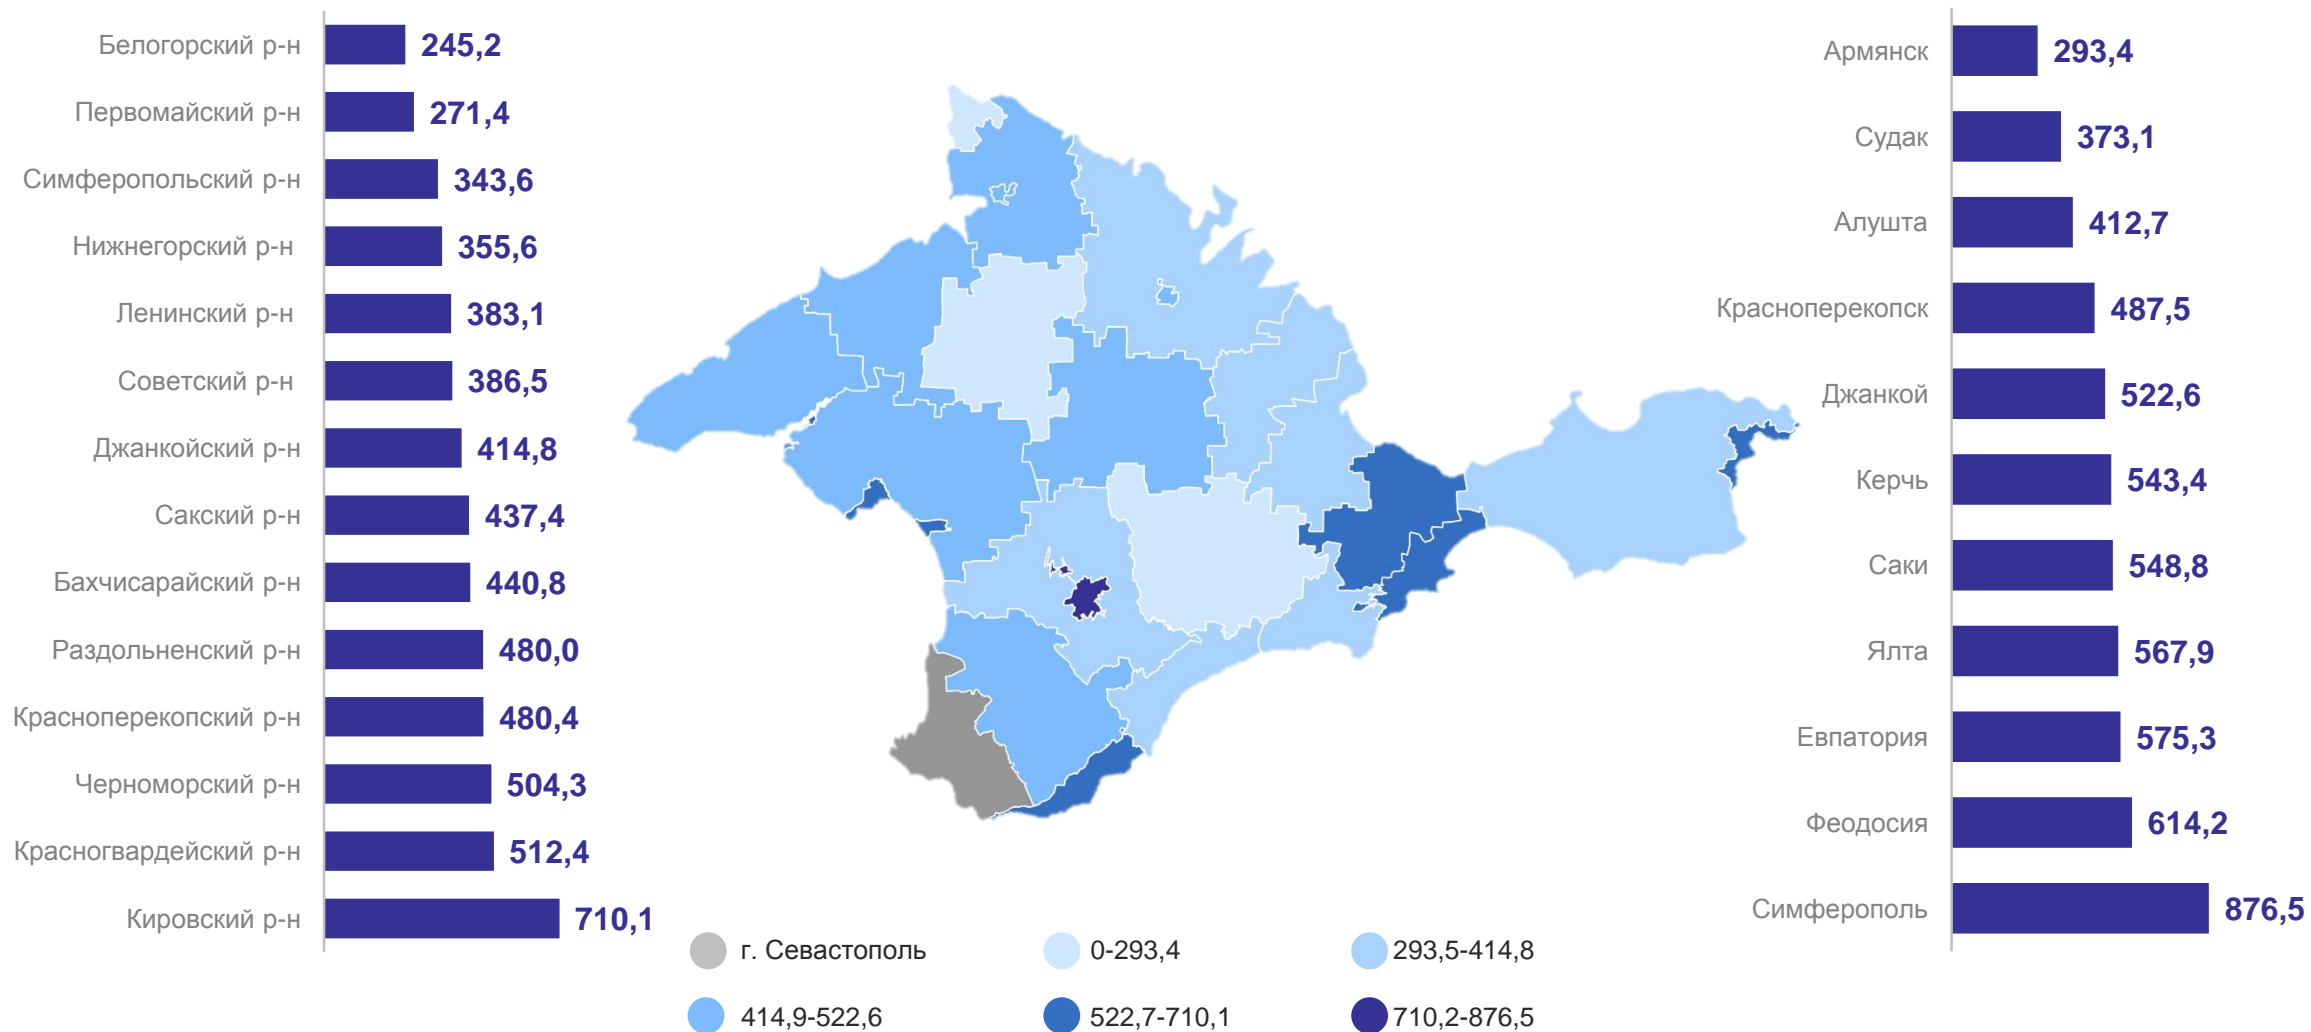 Белогорский р-н 245,2
Первомайский р-н 271,4
Симферопольский р-н 343,6
Нижнегорский р-н 355,6
Ленинский р-н 383,1
Советский р-н 386,5
Джанкойский р-н 414,8
Сакский р-н 437,4
Бахчисарайский р-н 440,8
Раздольненский р-н 480,0
Красноперекопский р-н 480,4
Черноморский р-н 504,3
Красногвардейский р-н 512,4
Кировский р-н 710,1
Армянск 293,4
Судак 373,1
Алушта 412,7
Красноперекопск 487,5
Джанкой 522,6
Керчь 543,4
Саки 548,8
Ялта 567,9
Евпатория 575,3
Феодосия 614,2
Симферополь 876,5
г. Севастополь 0-293,4 293,5-414,8
414,9-522,6 522,7-710,1 710,2-876,5